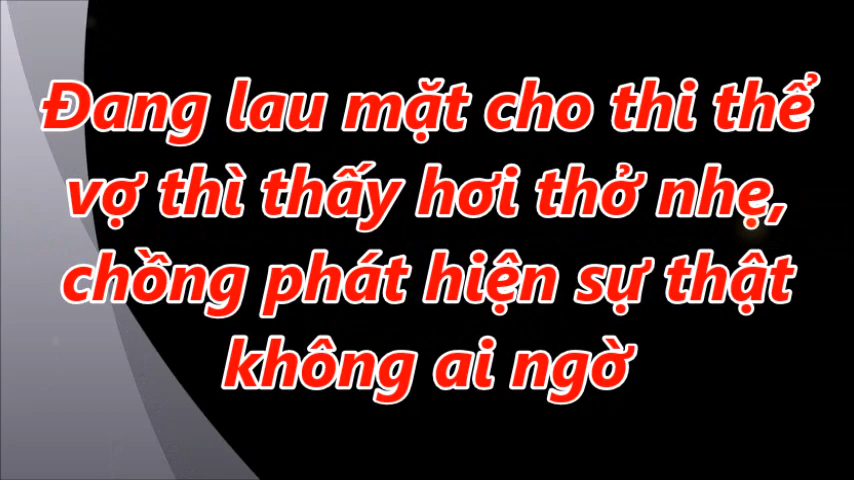 Đang lau mặt cho thi thể
vợ thì thấy hơi thở nhẹ,
chồng phát hiện sự thật
không ai ngờ